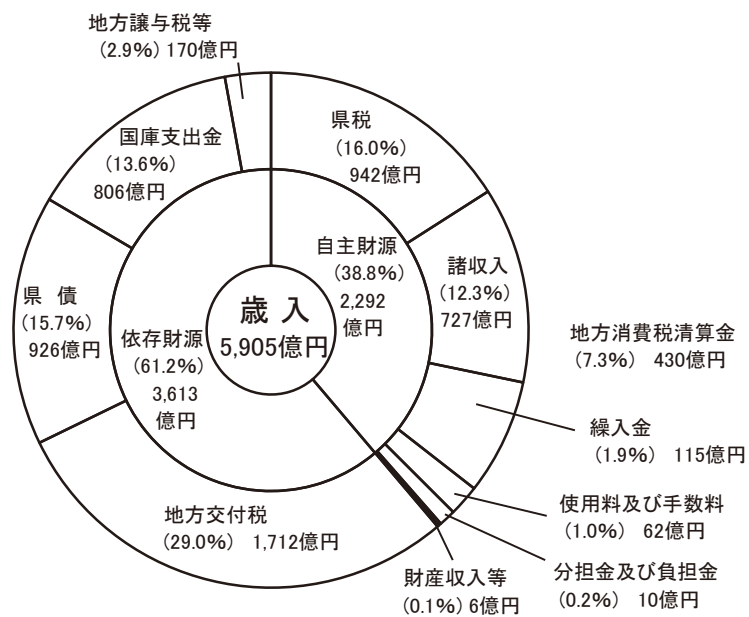 地方譲与税等
(2.9%) 170億円
国庫支出金
(13.6%)
806億円
県税
(16.0%)
942億円
自主財源
(38.8%)
2,292
億円
諸収入
(12.3%)
727億円
県 債
(15.7%)
926億円
依存財源
(61.2%)
3,613
億円
歳 入
5,905億円
地方消費税清算金
(7.3%) 430億円
繰入金
(1.9%) 115億円
使用料及び手数料
(1.0%) 62億円
地方交付税
(29.0%) 1,712億円
財産収入等
(0.1%) 6億円
分担金及び負担金
(0.2%) 10億円